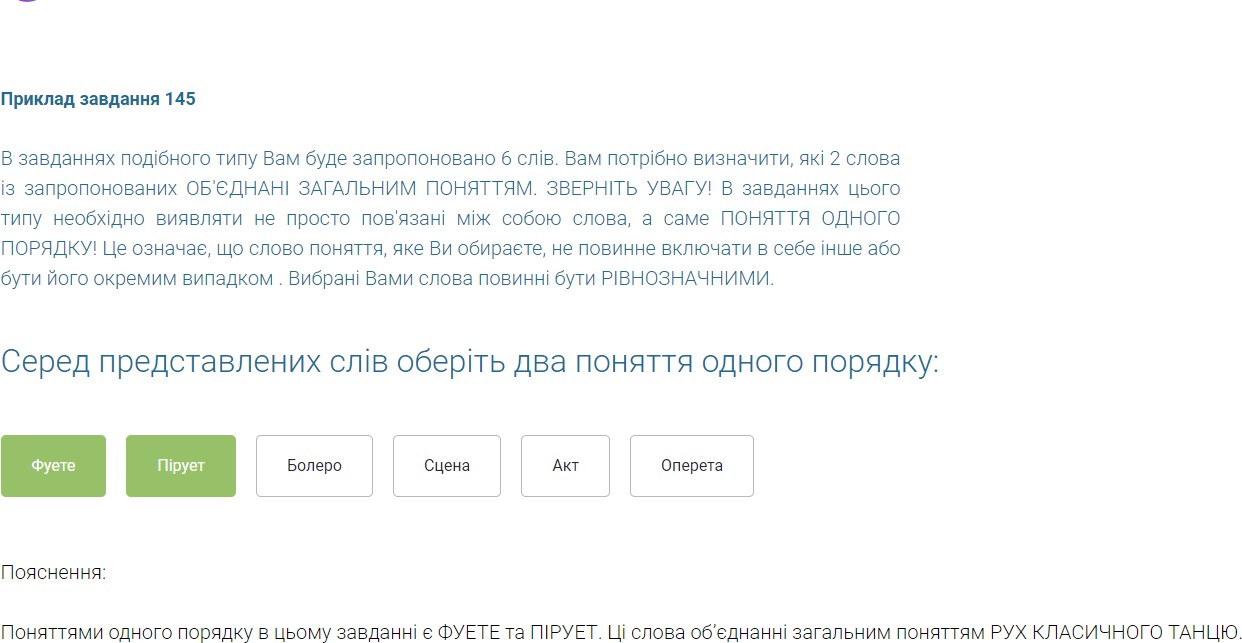 Приклад завдання 145
В завданнях подібного типу Вам буде запропоновано 6 слів. Вам потрібно визначити, які 2 слова
із запропонованих ОБ'ЄДНАНІ ЗАГАЛЬНИМ ПОНЯТТЯМ. ЗВЕРНІТЬ УВАГУ! В завданнях цього
типу необхідно виявляти не просто пов'язані між собою слова, а саме ПОНЯТТЯ ОДНОГО
ПОРЯДКУ! Це означає, що слово поняття, яке Ви обираєте, не повинне включати в себе інше або
бути його окремим випадком . Вибрані Вами слова повинні бути РІВНОЗНАЧНИМИ.
Серед представлених слів оберіть два поняття одного порядку:
Фуете Пірует Болеро Сцена Акт Оперета
Пояснення:
Поняттями одного порядку в цьому завданні є ФУЕТЕ та ПІРУЕТ. Ці слова об’єднанні загальним поняттям РУХ КЛАСИЧНОГО ТАНЦЮ.